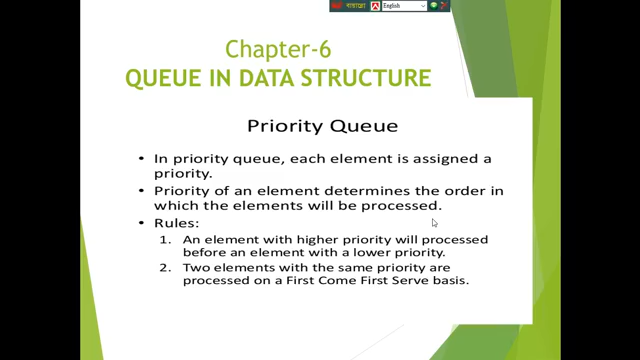 English
Chapter-6
QUEUE IN DATA STRUCTURE
Priority Queue
• In priority queue, each element is assigned a
priority.
• Priority of an element determines the order in
which the elements will be processed.
• Rules:
1. An element with higher priority will processed
before an element with a lower priority.
2. Two elements with the same priority are
processed on a First Come First Serve basis.